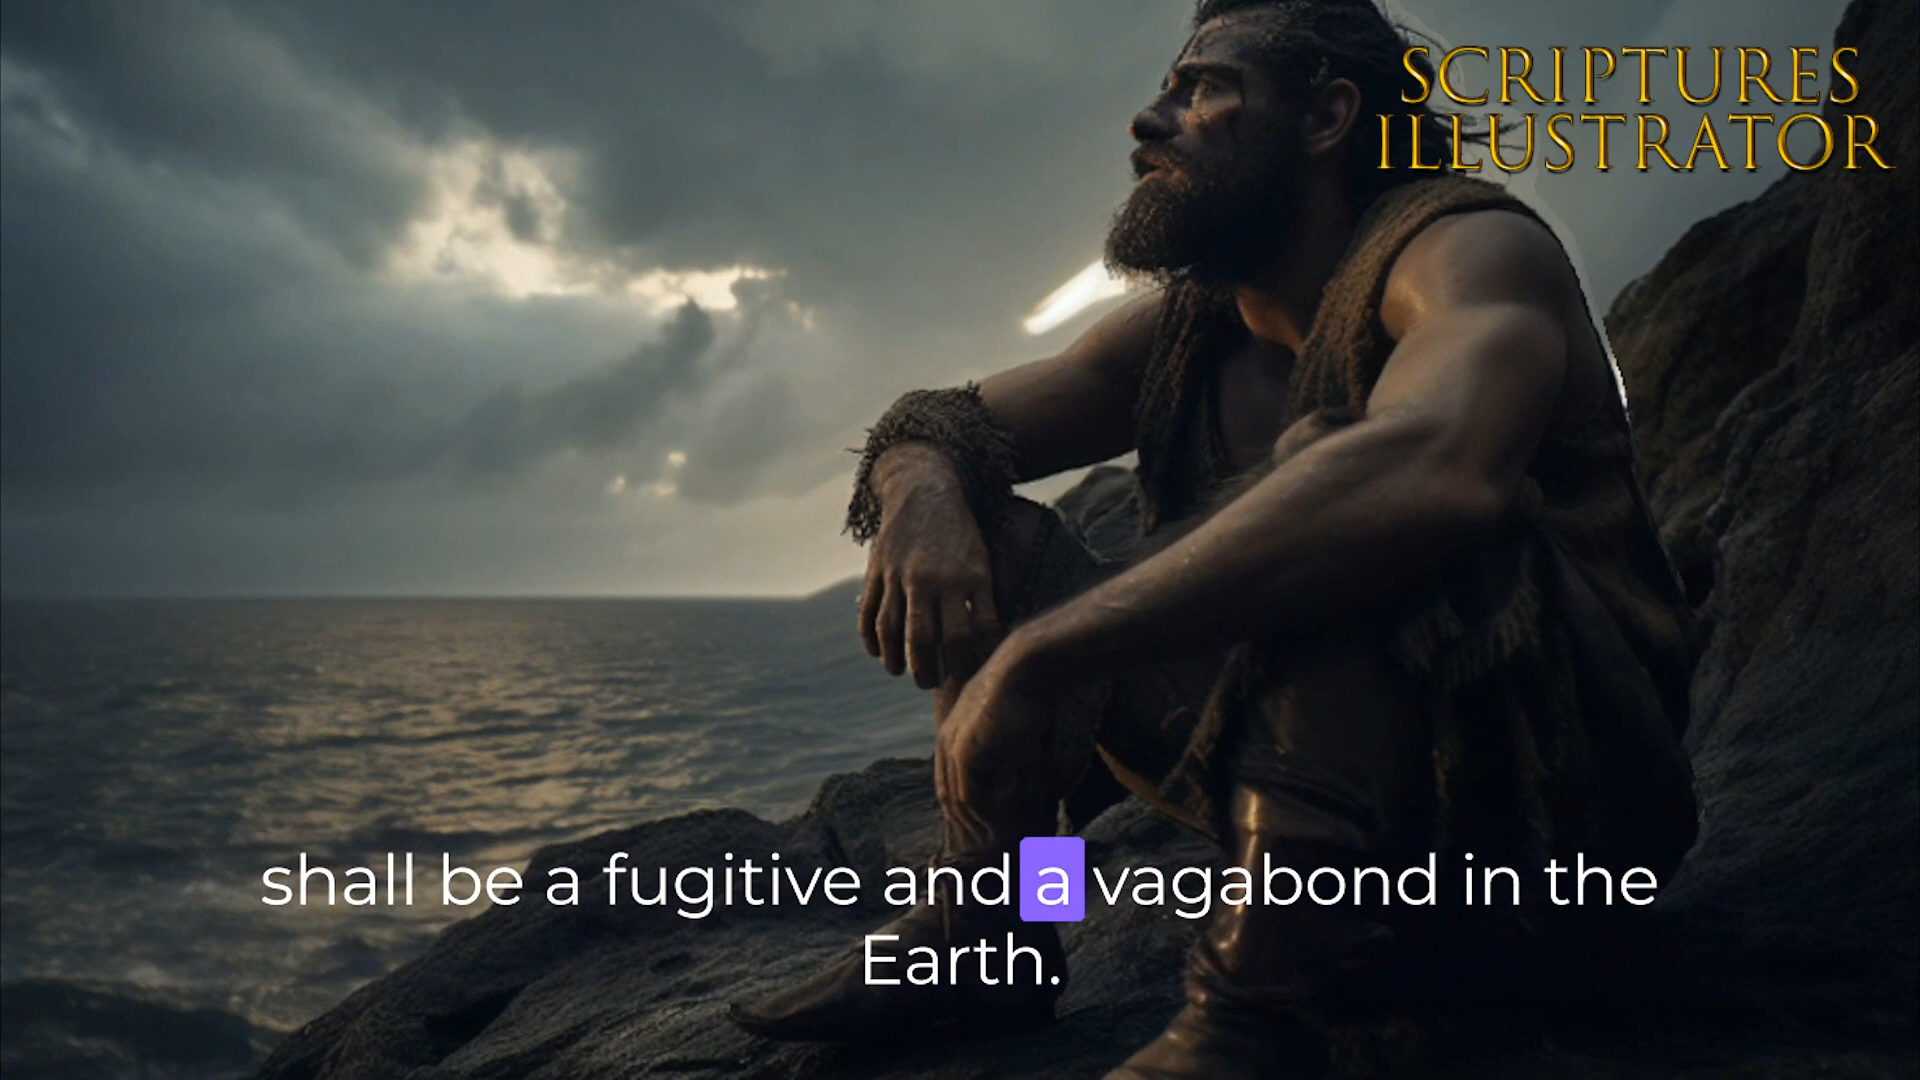 SCRIPTURES
ILLUSTRATOR
shall be a fugitive and a vagabond in the
Earth.